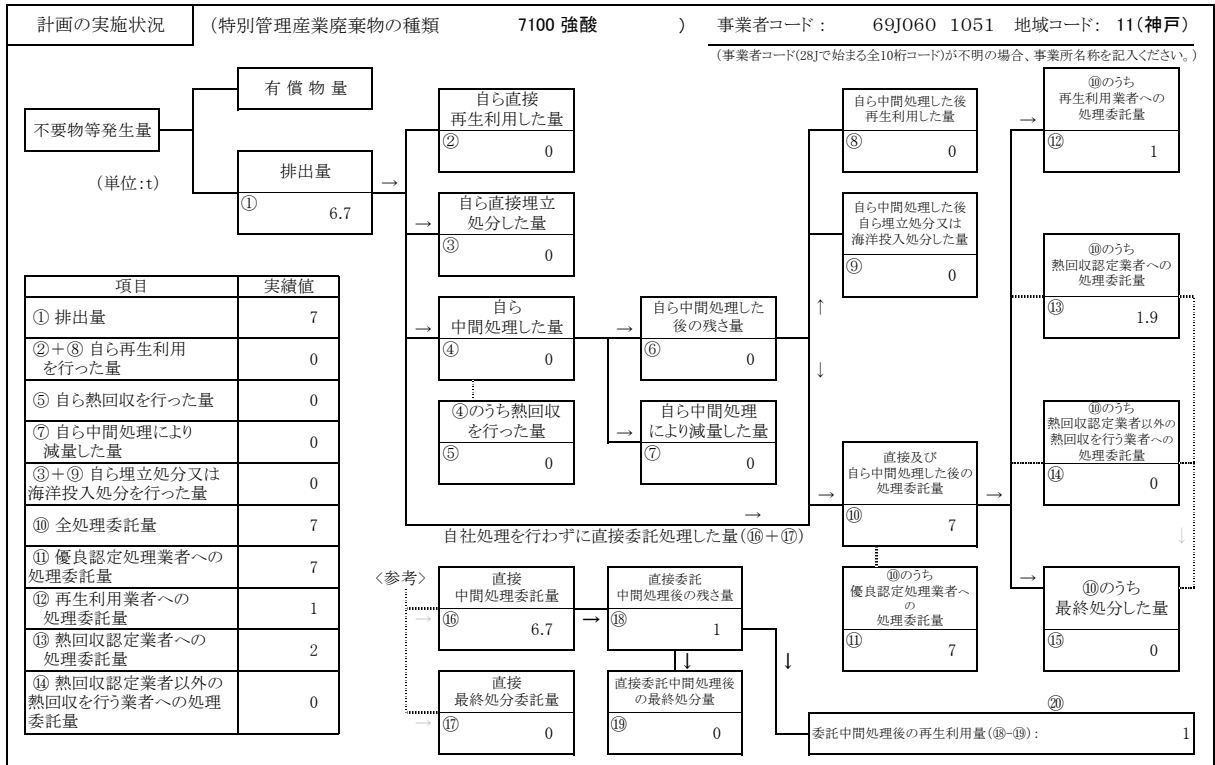 計画の実施状況 (特別管理産業廃棄物の種類 7100 強酸 ) 事業者コード： 69J060 1051 地域コード： 11(神戸)
(事業者コード(28Jで始まる全10桁コード)が不明の場合、事業所名称を記入ください。)
不要物等発生量
(単位:t)
有償物量
排出量
① 6.7
→
自ら直接
再生利用した量
② 0
→
自ら直接埋立
処分した量
③ 0
→
自ら
中間処理した量
④ 0
④のうち熱回収
を行った量
⑤ 0
→
自ら中間処理した
後の残さ量
⑥ 0
→
自ら中間処理
により減量した量
⑦ 0
自ら中間処理した後
再生利用した量
⑧ 0
自ら中間処理した後
自ら埋立処分又は
海洋投入処分した量
⑨ 0
↑
↓
→
自社処理を行わずに直接委託処理した量(⑯＋⑰)
→
直接及び
自ら中間処理した後の
処理委託量
⑩ 7
→
⑩のうち
優良認定処理業者へ
の
処理委託量
⑪ 7
→
⑩のうち
再生利用業者への
処理委託量
⑫ 1
⑩のうち
熱回収認定業者への
処理委託量
⑬ 1.9
⑩のうち
熱回収認定業者以外の
熱回収を行う業者への
処理委託量
⑭ 0
↓
→
⑩のうち
最終処分した量
⑮ 0
項目 実績値
① 排出量 7
②＋⑧ 自ら再生利用
を行った量 0
⑤ 自ら熱回収を行った量 0
⑦ 自ら中間処理により
減量した量 0
③＋⑨ 自ら埋立処分又は
海洋投入処分を行った量 0
⑩ 全処理委託量 7
⑪ 優良認定処理業者への
処理委託量 7
⑫ 再生利用業者への
処理委託量 1
⑬ 熱回収認定業者への
処理委託量 2
⑭ 熱回収認定業者以外の
熱回収を行う業者への処理
委託量 0
<参考>
→
直接
中間処理委託量
⑯ 6.7
→
直接委託
中間処理後の残さ量
⑱ 1
↓
↓
→
直接
最終処分委託量
⑰ 0
直接委託中間処理後
の最終処分量
⑲ 0
⑳
委託中間処理後の再生利用量(⑱-⑲)： 1